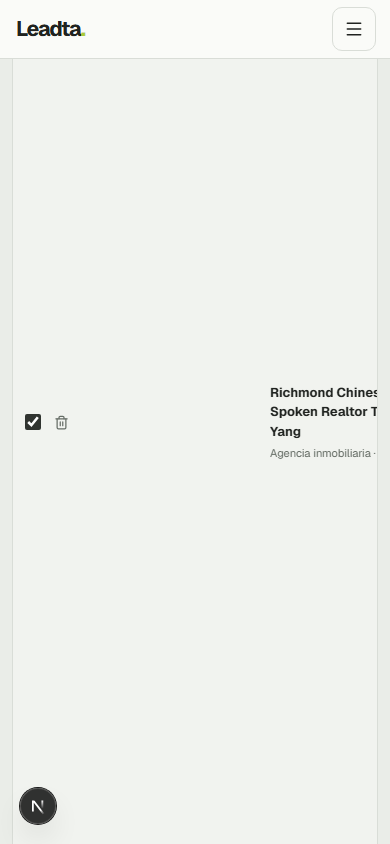 Leadta.
Richmond Chines
Spoken Realtor T
Yang
Agencia inmobiliaria ·
N